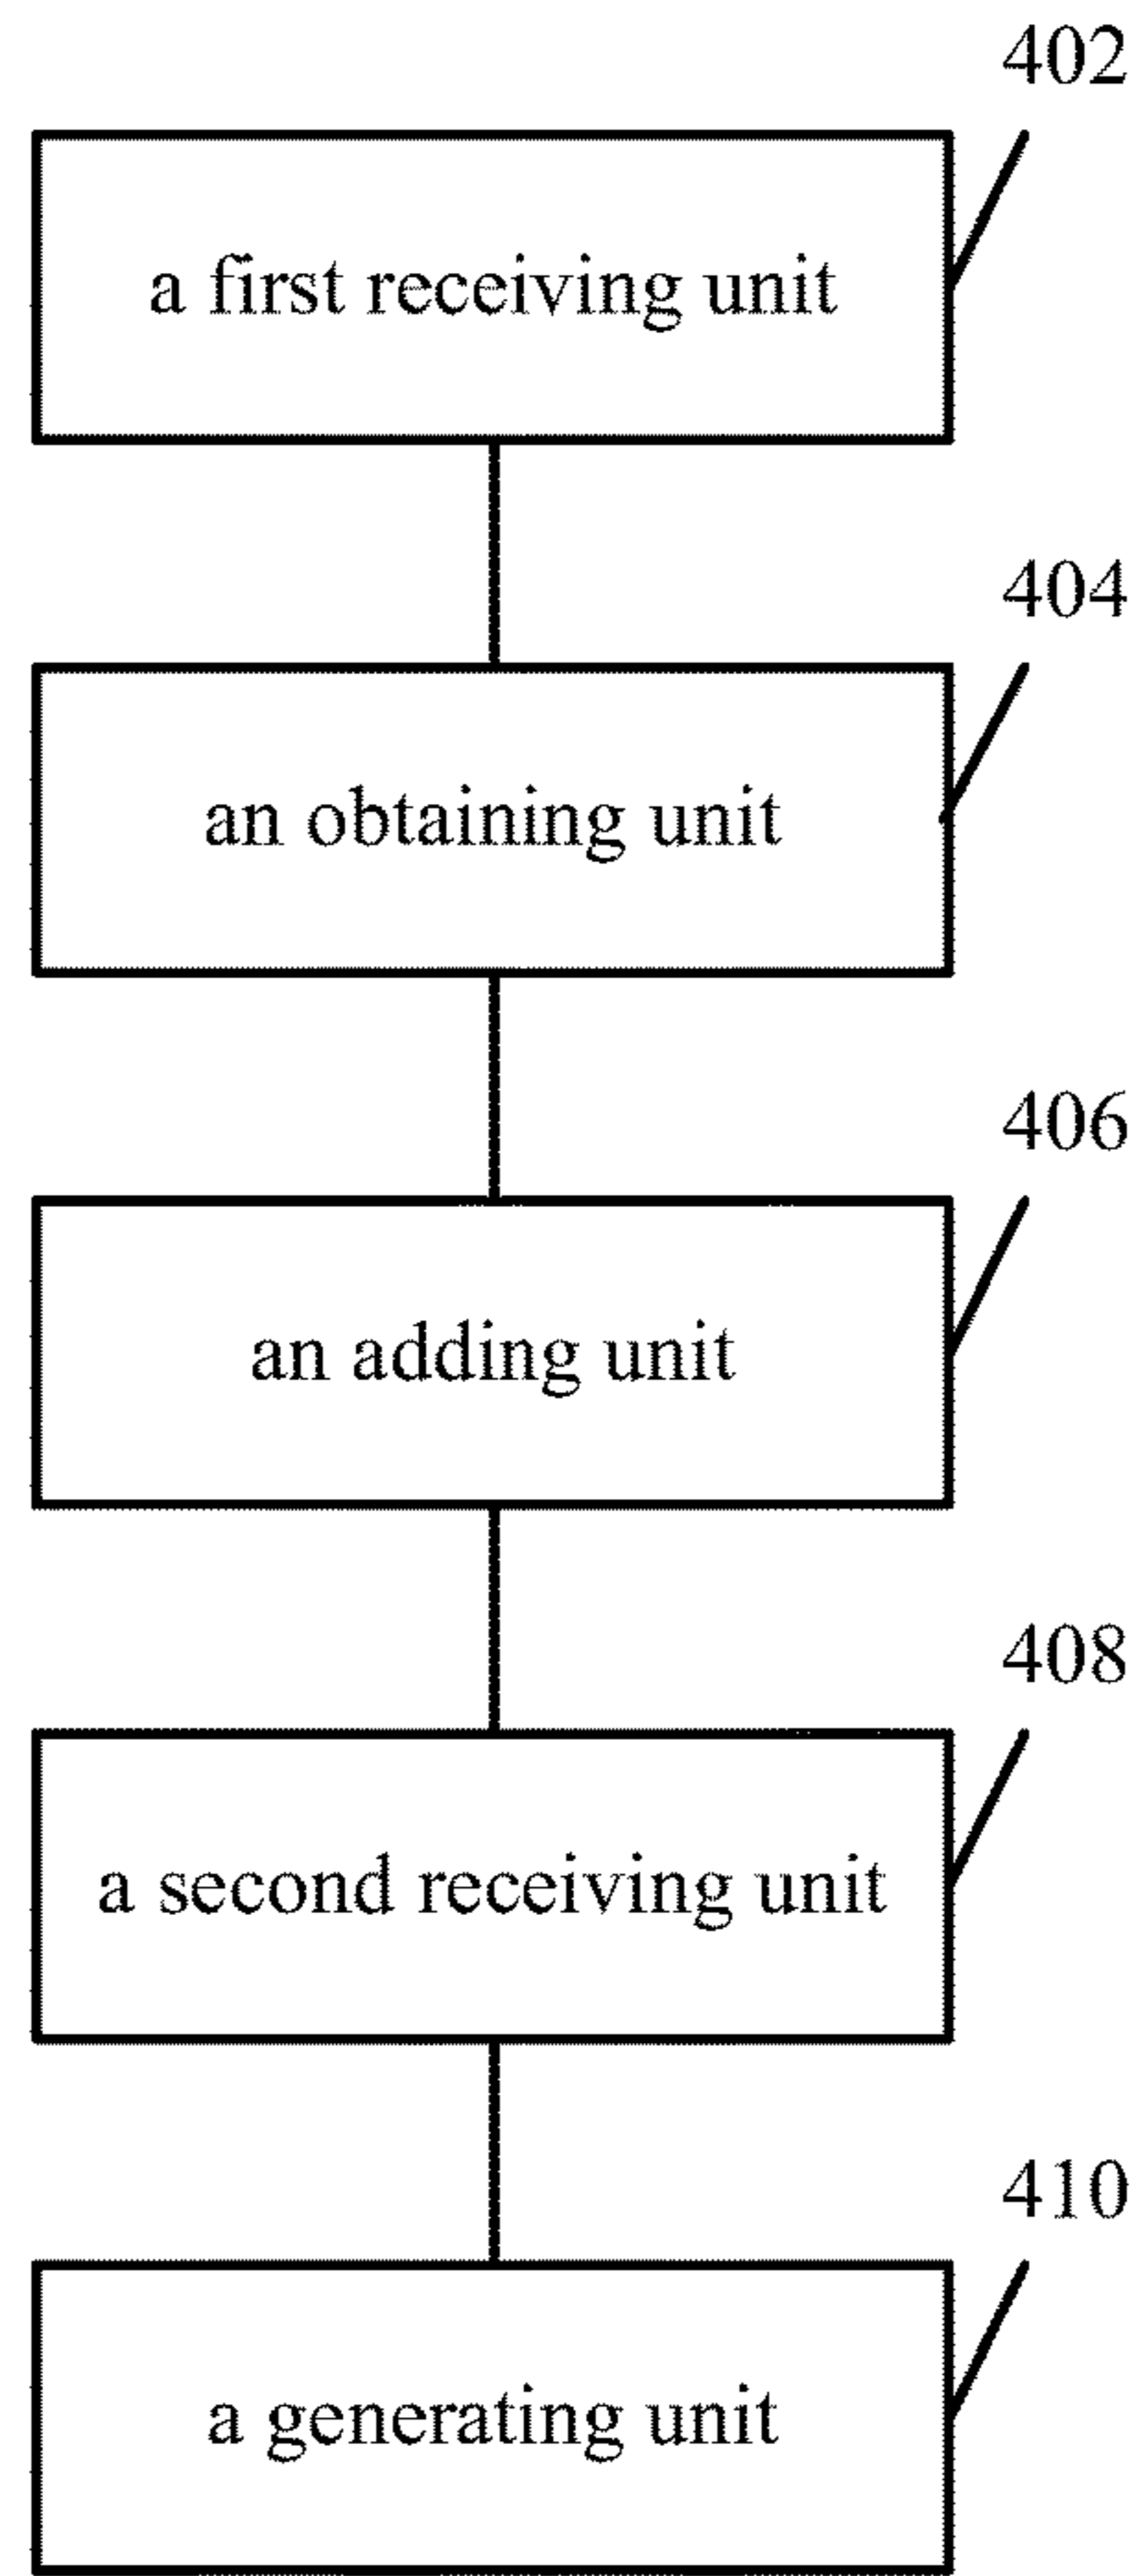 402
a first receiving unit
404
an obtaining unit
406
an adding unit
408
a second receiving unit
410
a generating unit